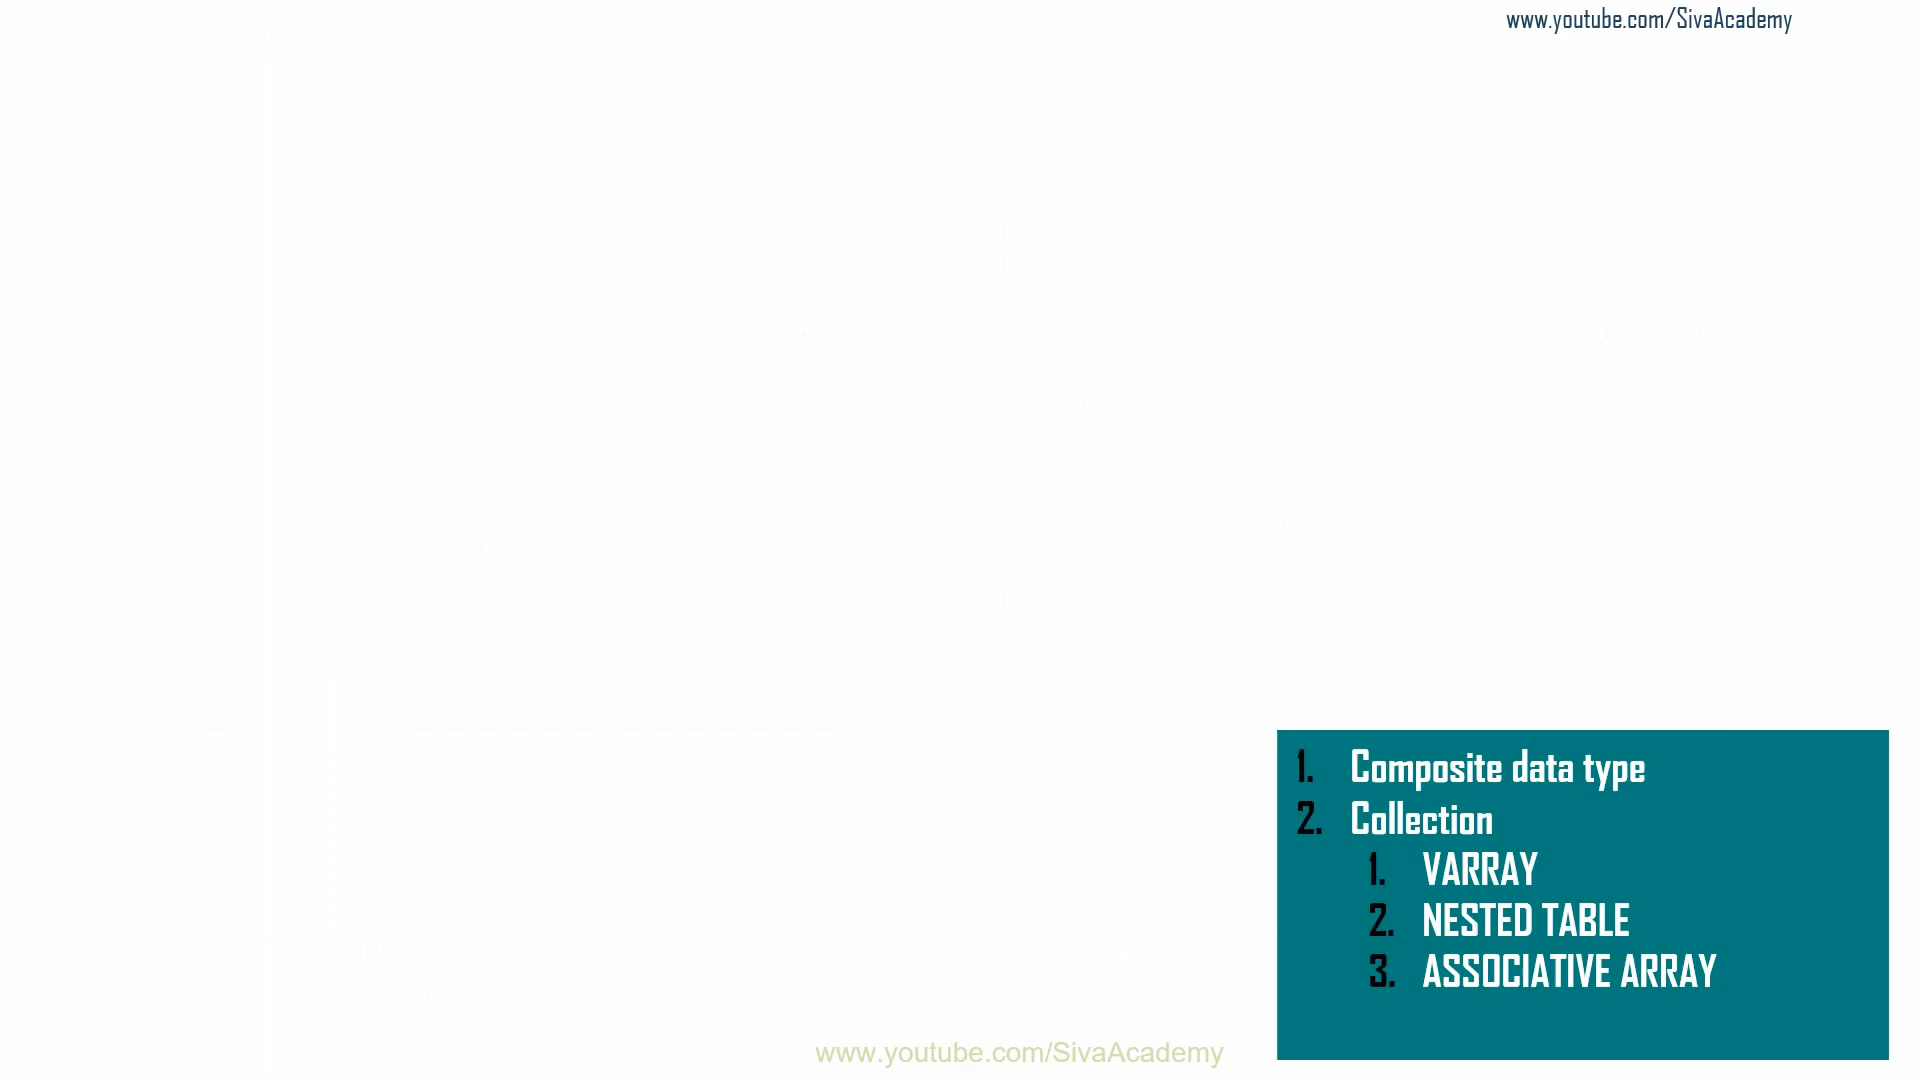 www.youtube.com/SivaAcademy
1. Composite data type
2. Collection
1. VARRAY
2. NESTED TABLE
3. ASSOCIATIVE ARRAY
www.youtube.com/SivaAcademy